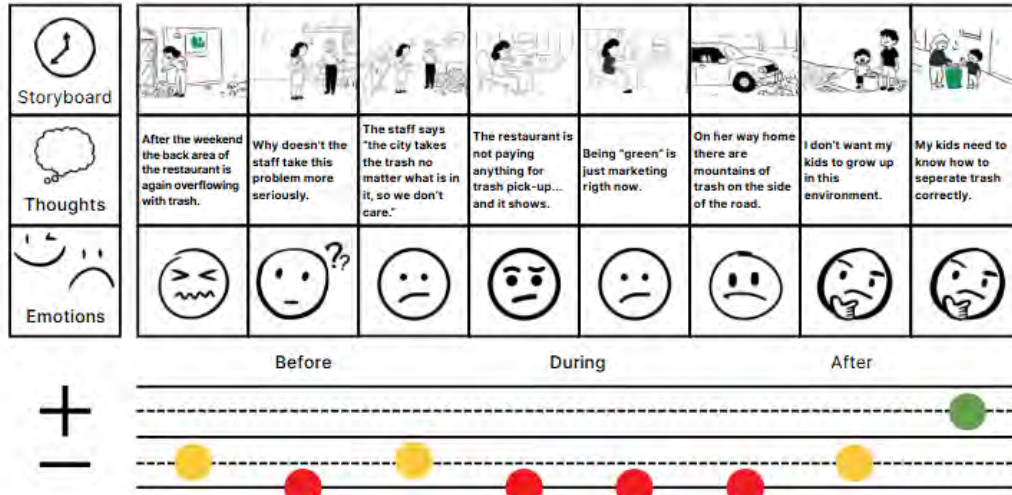 Storyboard
After the weekend
the back area of
the restaurant is
again overflowing
with trash.
Why doesn't the
staff take this
problem more
seriously.
The staff says
"the city takes
the trash no
matter what is in
it, so we don't
care."
The restaurant is
not paying
anything for
trash pick-up...
and it shows.
Being "green" is
just marketing
rigth now.
On her way home
there are
mountains of
trash on the side
of the road.
I don't want my
kids to grow up
in this
environment.
My kids need to
know how to
seperate trash
correctly.
Thoughts
??
Emotions
Before
During
After
+
−